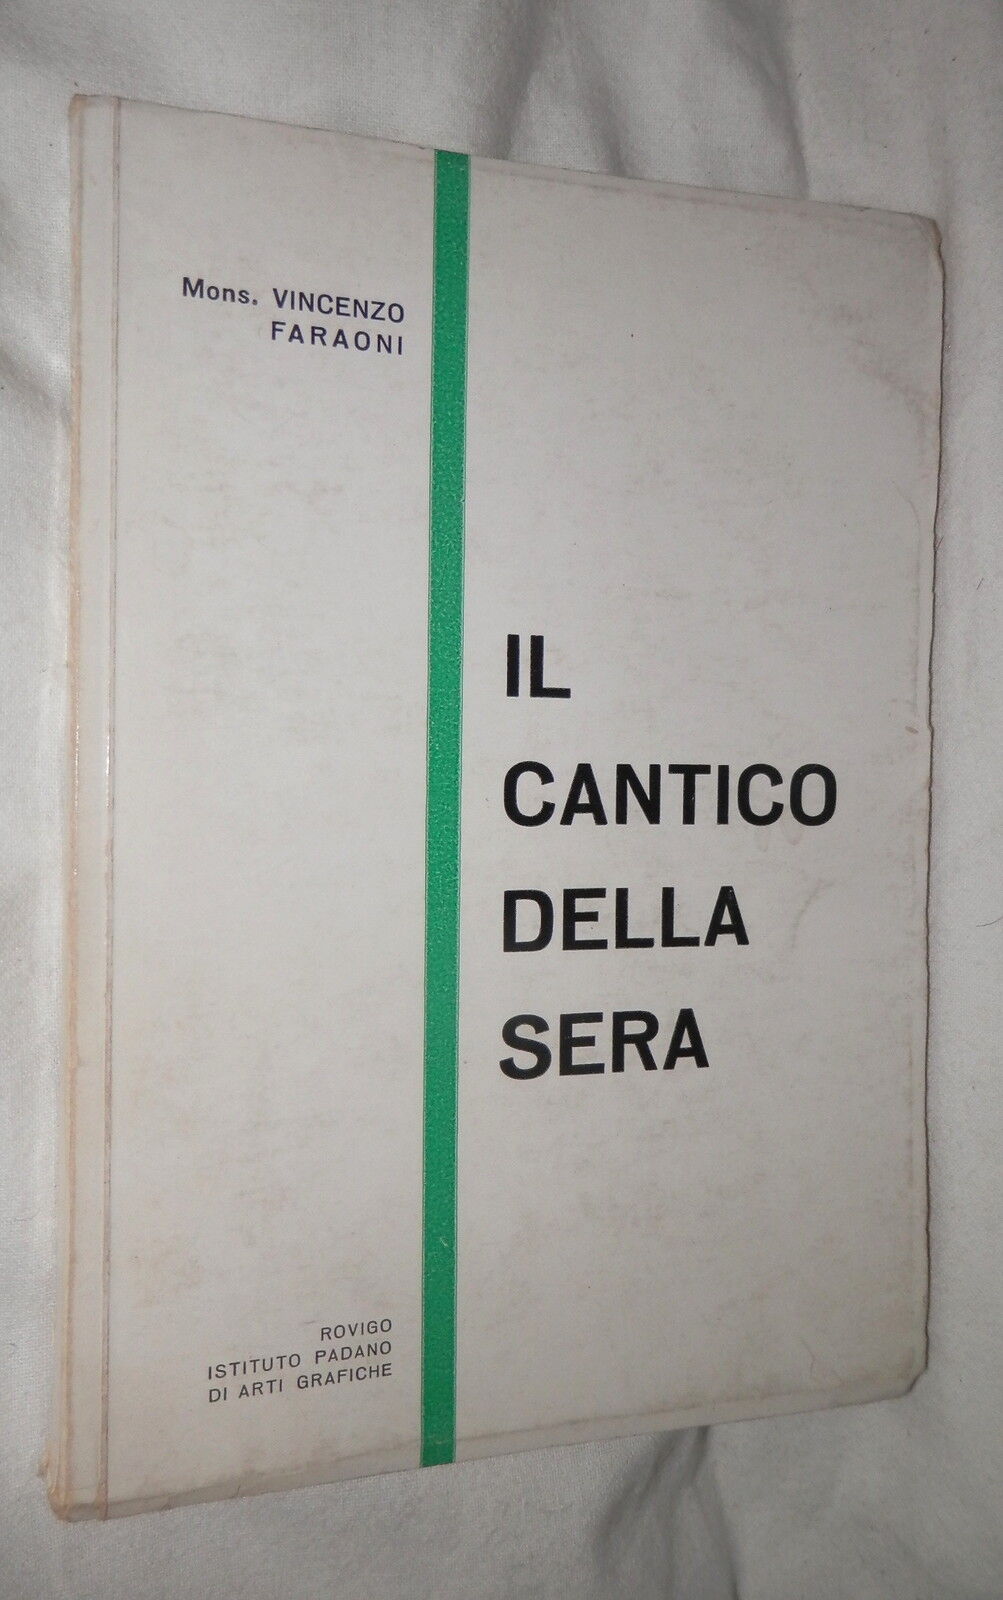 Mons. VINCENZO
FARAONI
IL
CANTICO
DELLA
SERA
ROVIGO
ISTITUTO PADANO
DI ARTI GRAFICHE